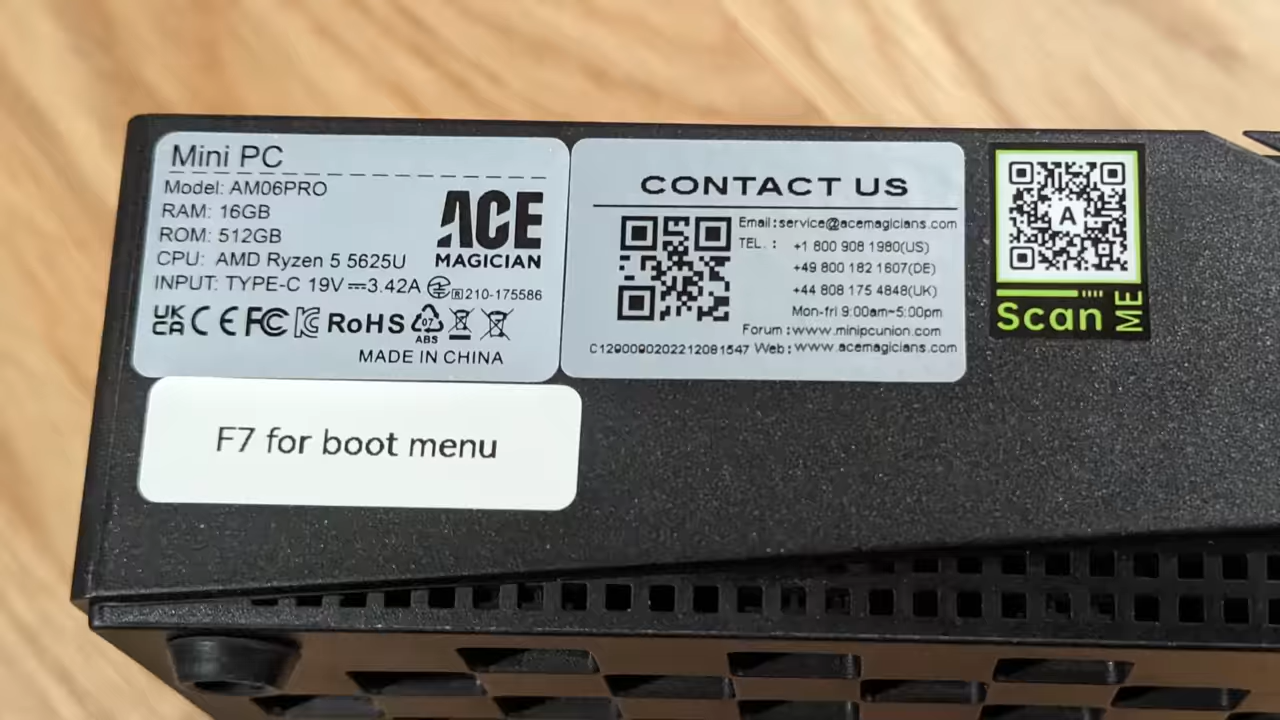 Mini PC
Model: AM06PRO
RAM: 16GB
ROM: 512GB
CPU: AMD Ryzen 5 5625U
INPUT: TYPE-C 19V⎓3.42A
R 210-175586
ACE
MAGICIAN
UK
CA CE FC KC RoHS 07
ABS
MADE IN CHINA
CONTACT US
Email:service@acemagicians.com
TEL.: +1 800 908 1980(US)
+49 800 182 1607(DE)
+44 808 175 4848(UK)
Mon-fri 9:00am~5:00pm
Forum:www.minipcunion.com
C1290090202212081547 Web:www.acemagicians.com
A
Scan ME
F7 for boot menu